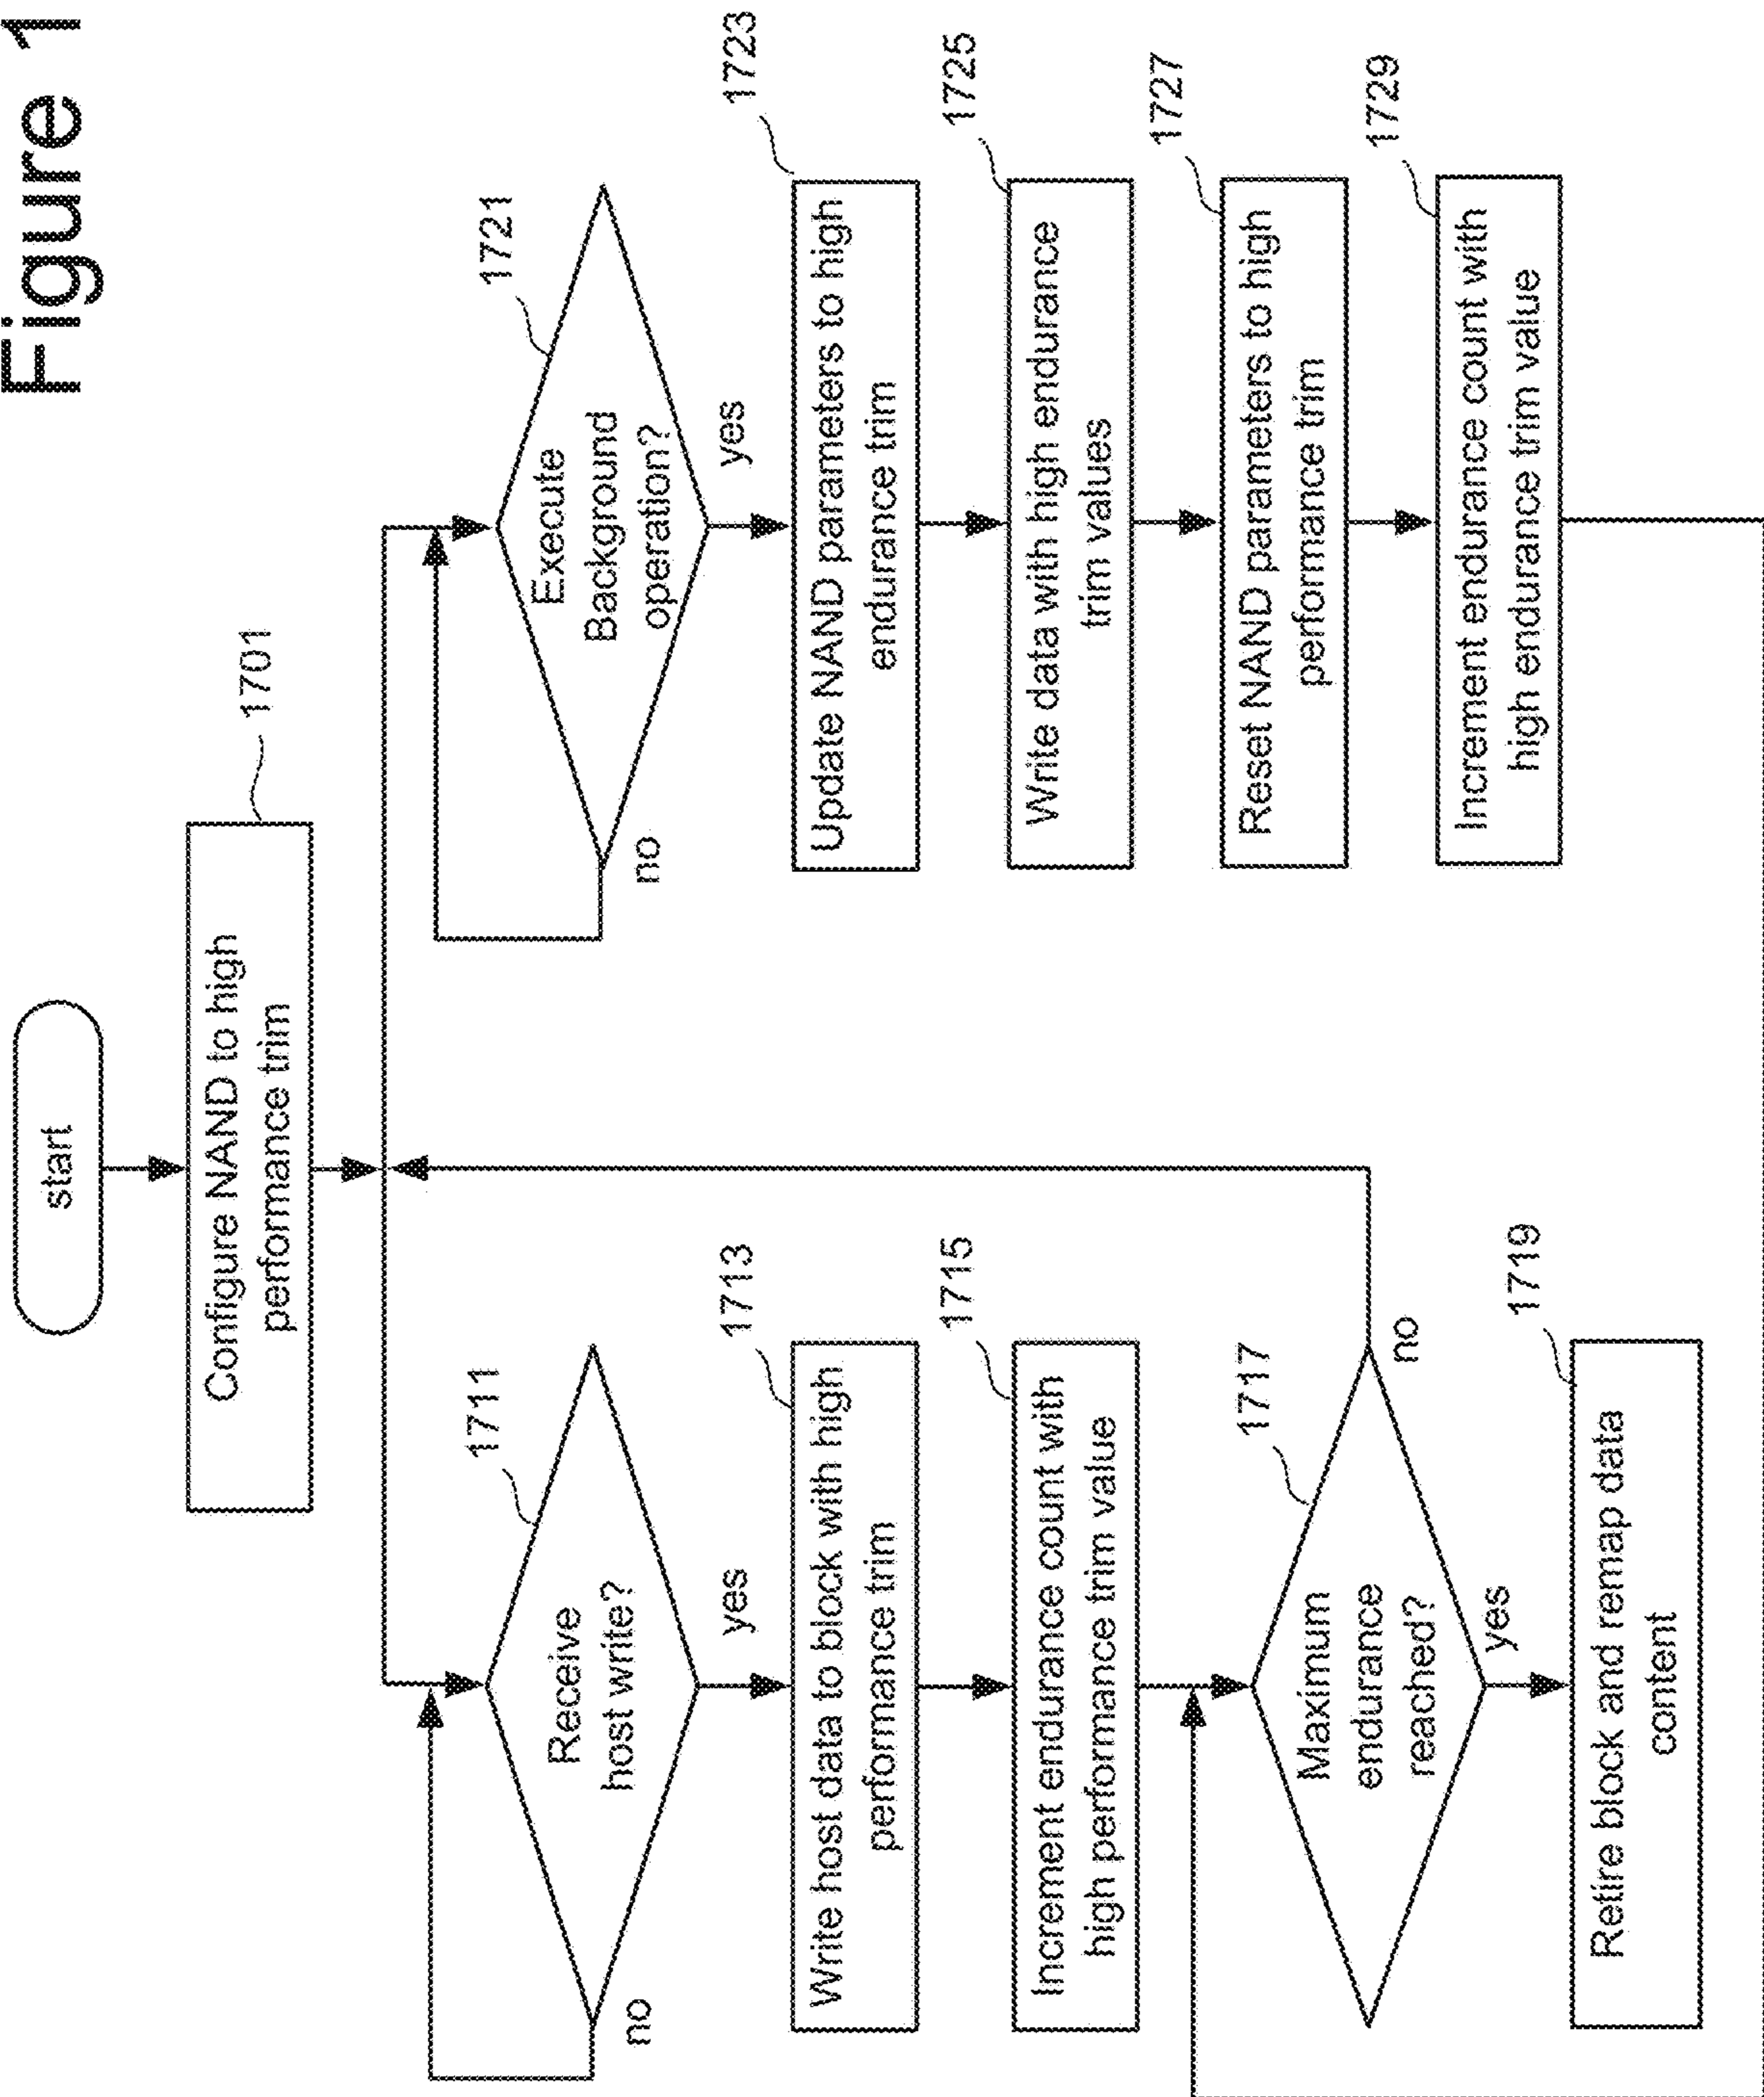 Figure 1
start
Configure NAND to high
performance trim
1701
Receive
host write?
1711
no
yes
Write host data to block with high
performance trim
1713
Increment endurance count with
high performance trim value
1715
Maximum
endurance
reached?
1717
no
yes
Retire block and remap data
content
1719
Execute
Background
operation?
1721
no
yes
Update NAND parameters to high
endurance trim
1723
Write data with high endurance
trim values
1725
Reset NAND parameters to high
performance trim
1727
Increment endurance count with
high endurance trim value
1729